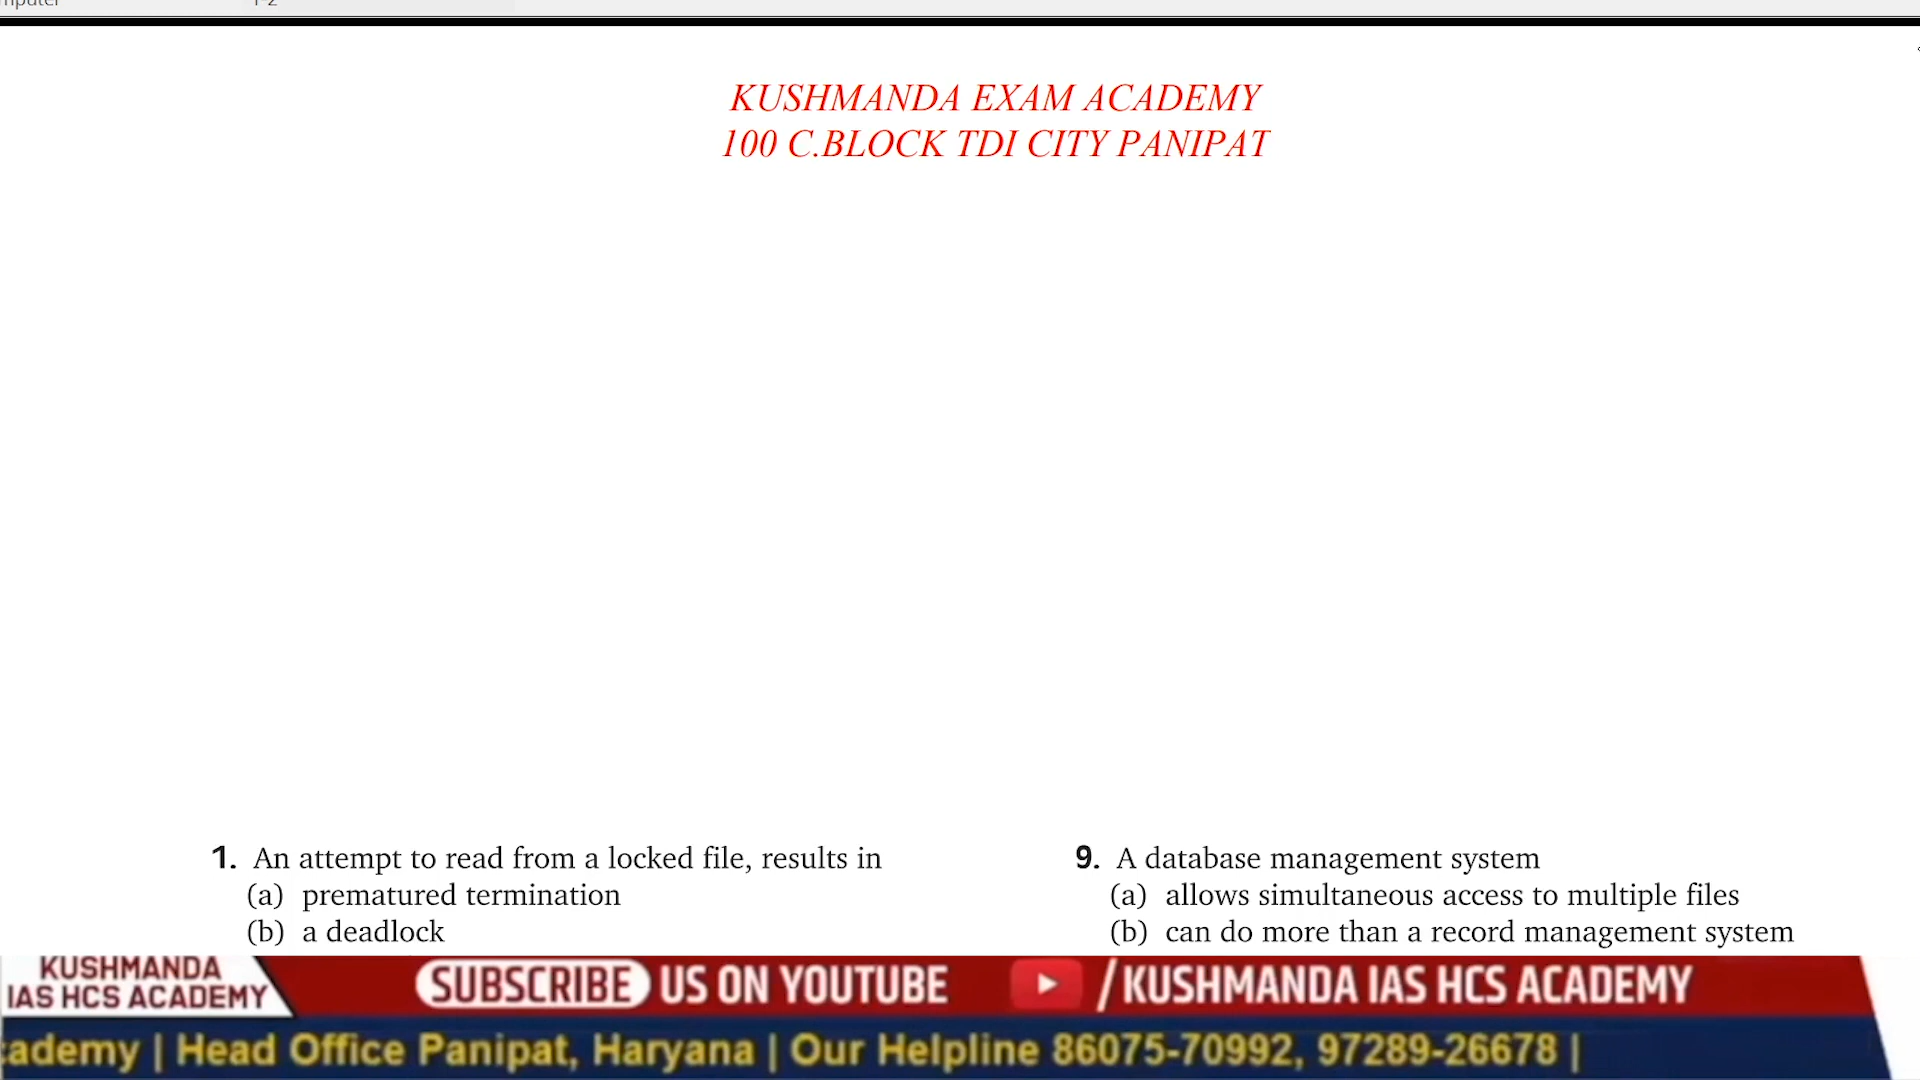 1-2
KUSHMANDA EXAM ACADEMY
100 C.BLOCK TDI CITY PANIPAT
1. An attempt to read from a locked file, results in
(a) prematured termination
(b) a deadlock
9. A database management system
(a) allows simultaneous access to multiple files
(b) can do more than a record management system
KUSHMANDA
IAS HCS ACADEMY
SUBSCRIBE US ON YOUTUBE /KUSHMANDA IAS HCS ACADEMY
cademy | Head Office Panipat, Haryana | Our Helpline 86075-70992, 97289-26678 |